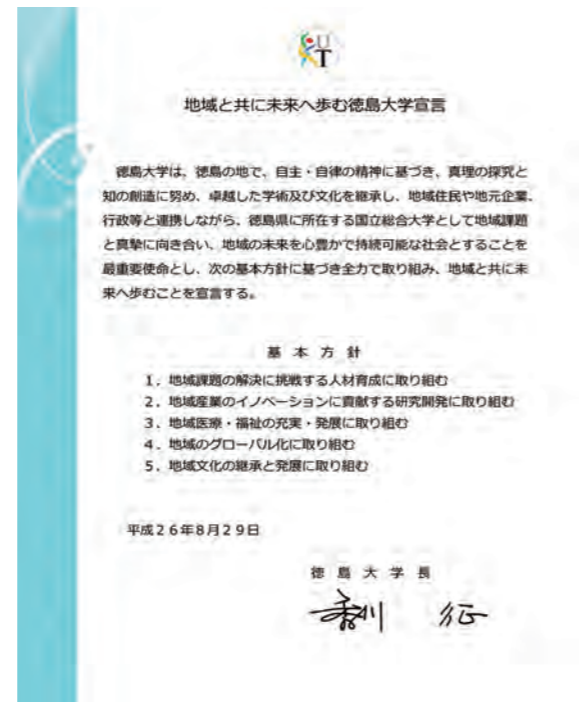 UT
地域と共に未来へ歩む徳島大学宣言
徳島大学は、徳島の地で、自主・自律の精神に基づき、真理の探究と
知の創造に努め、卓越した学術及び文化を継承し、地域住民や地元企業、
行政等と連携しながら、徳島県に所在する国立総合大学として地域課題
と真摯に向き合い、地域の未来を心豊かで持続可能な社会とすることを
最重要使命とし、次の基本方針に基づき全力で取り組み、地域と共に未
来へ歩むことを宣言する。
基 本 方 針
1．地域課題の解決に挑戦する人材育成に取り組む
2．地域産業のイノベーションに貢献する研究開発に取り組む
3．地域医療・福祉の充実・発展に取り組む
4．地域のグローバル化に取り組む
5．地域文化の継承と発展に取り組む
平成26年8月29日
徳 島 大 学 長
香川 征